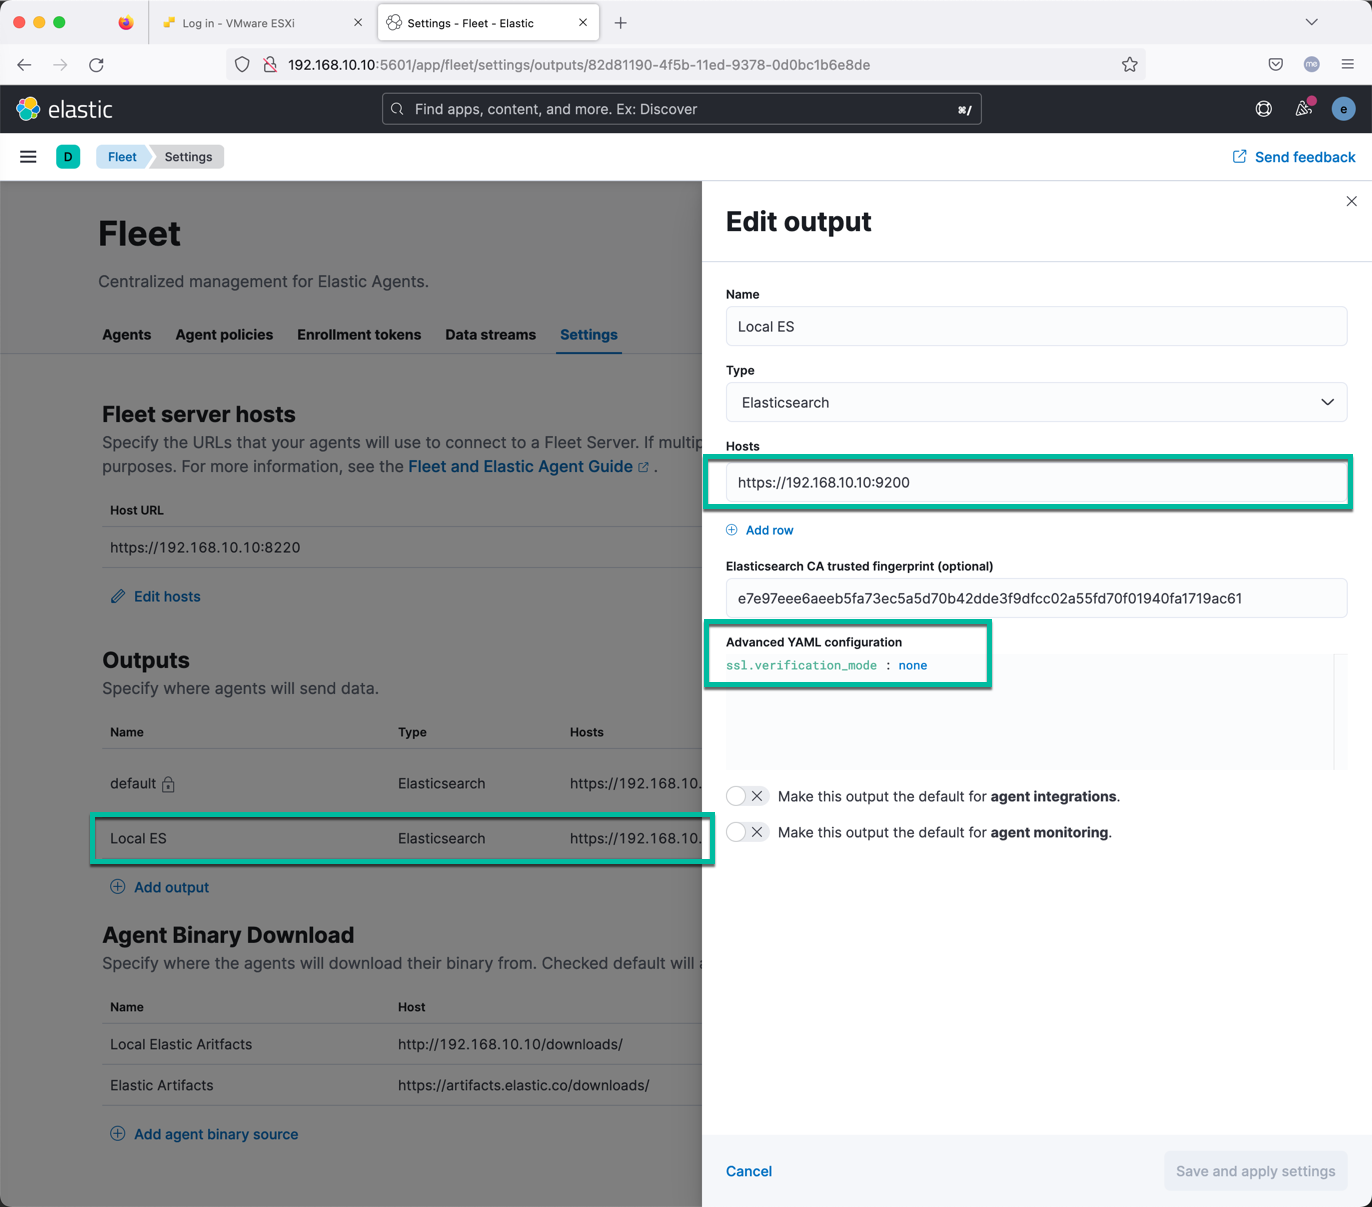 Log in - VMware ESXi
Settings - Fleet - Elastic
192.168.10.10:5601/app/fleet/settings/outputs/82d81190-4f5b-11ed-9378-0d0bc1b6e8de
me
elastic
Find apps, content, and more. Ex: Discover
⌘/
e
D
Fleet
Settings
Send feedback
Fleet
Centralized management for Elastic Agents.
Agents
Agent policies
Enrollment tokens
Data streams
Settings
Fleet server hosts
Specify the URLs that your agents will use to connect to a Fleet Server. If multip
purposes. For more information, see the Fleet and Elastic Agent Guide .
Host URL
https://192.168.10.10:8220
Edit hosts
Outputs
Specify where agents will send data.
Name
Type
Hosts
default
Elasticsearch
https://192.168.10.
Local ES
Elasticsearch
https://192.168.10.
Add output
Agent Binary Download
Specify where the agents will download their binary from. Checked default will a
Name
Host
Local Elastic Aritfacts
http://192.168.10.10/downloads/
Elastic Artifacts
https://artifacts.elastic.co/downloads/
Add agent binary source
Edit output
Name
Local ES
Type
Elasticsearch
Hosts
https://192.168.10.10:9200
Add row
Elasticsearch CA trusted fingerprint (optional)
e7e97eee6aeeb5fa73ec5a5d70b42dde3f9dfcc02a55fd70f01940fa1719ac61
Advanced YAML configuration
ssl.verification_mode : none
Make this output the default for agent integrations.
Make this output the default for agent monitoring.
Cancel
Save and apply settings